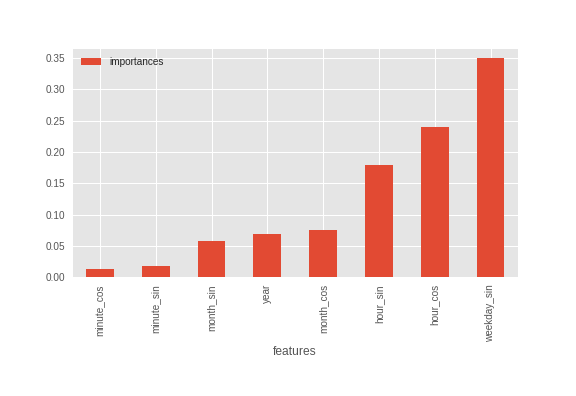 0.35
0.30
0.25
0.20
0.15
0.10
0.05
0.00
importances
minute_cos
minute_sin
month_sin
year
month_cos
hour_sin
hour_cos
weekday_sin
features